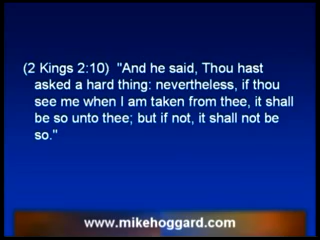 (2 Kings 2:10)  "And he said, Thou hast
asked a hard thing: nevertheless, if thou
see me when I am taken from thee, it shall
be so unto thee; but if not, it shall not be
so."
www.mikehoggard.com